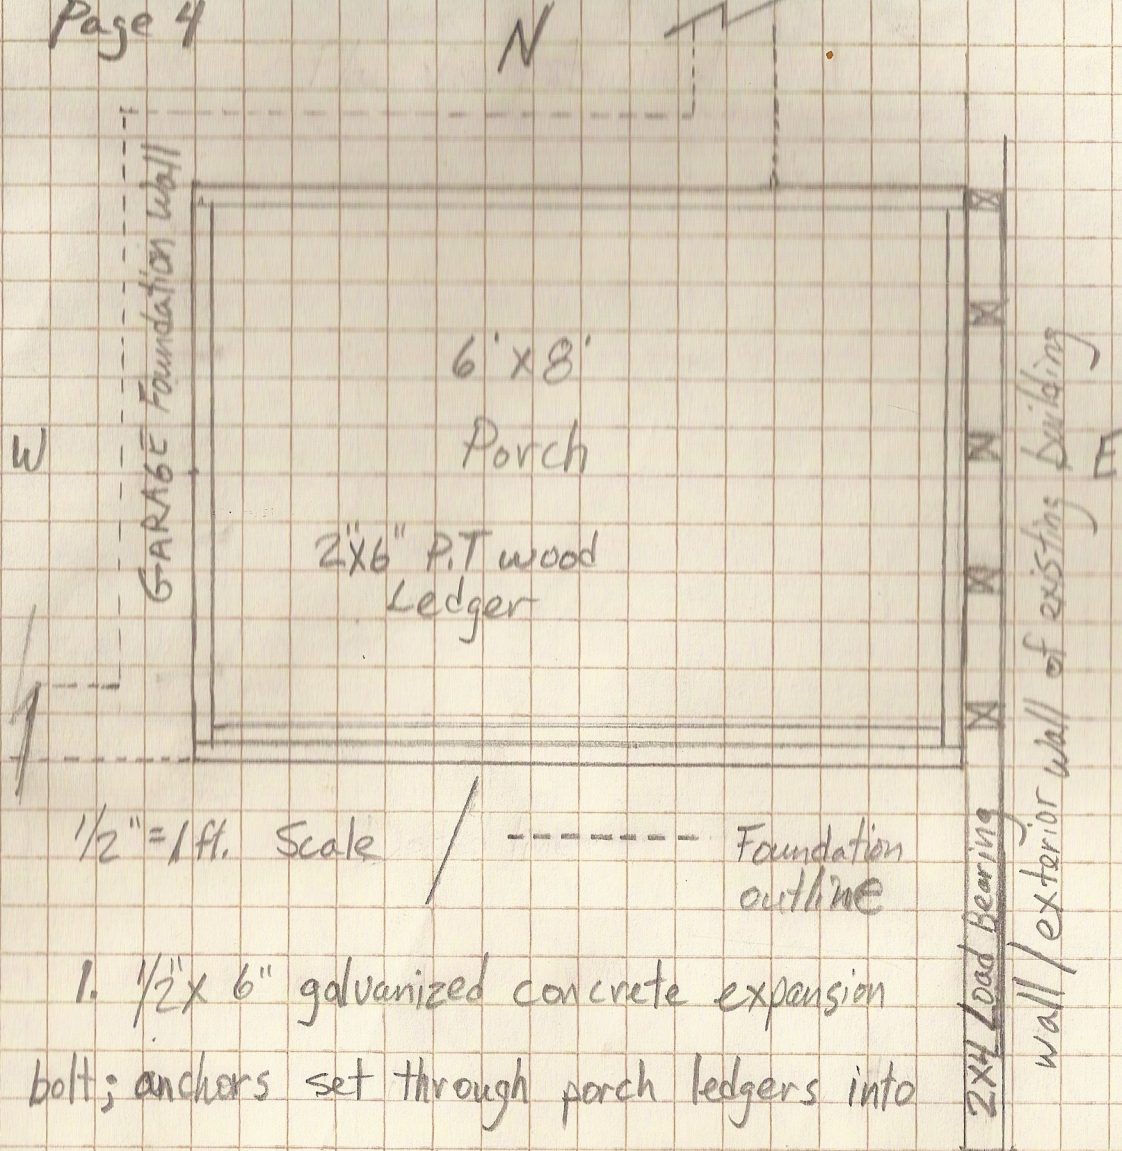 Page 4
N
GARAGE Foundation Wall
6' x 8'
Porch
W
E
2"x6" P.T wood
Ledger
2x4 Load Bearing
wall/exterior wall of existing building
1/2"=1ft. Scale
Foundation
outline
1. 1/2"x 6" galvanized concrete expansion
bolt; anchors set through porch ledgers into